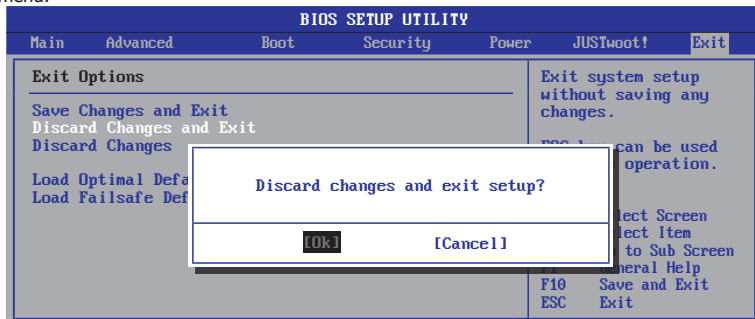 menu.
BIOS SETUP UTILITY
Main Advanced Boot Security Power JUSTwoot! Exit
Exit Options
Save Changes and Exit
Discard Changes and Exit
Discard Changes
Load Optimal Defa
Load Failsafe Def
Discard changes and exit setup?
[Ok] [Cancel]
Exit system setup
without saving any
changes.
can be used
operation.
lect Screen
lect Item
to Sub Screen
General Help
F10 Save and Exit
ESC Exit